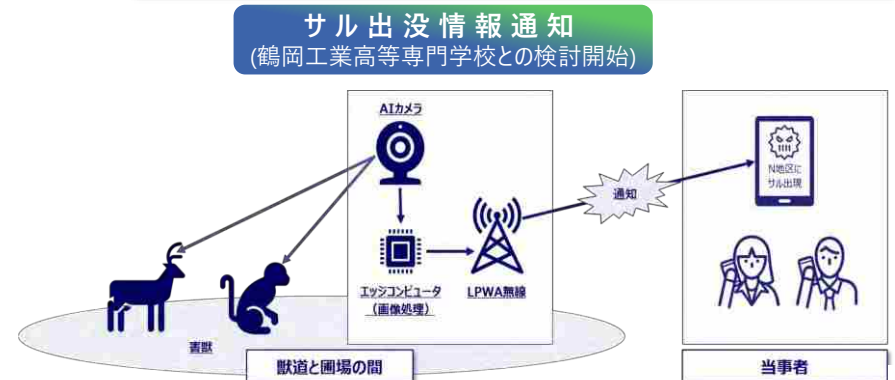 サル出没情報通知
(鶴岡工業高等専門学校との検討開始)
AIカメラ
エッジコンピュータ
(画像処理)
LPWA無線
害獣
獣道と圃場の間
通知
N地区に
サル出現
当事者